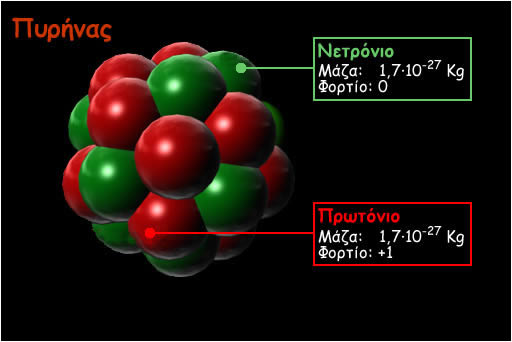 Πυρήνας
Νετρόνιο
Μάζα: 1,7·10⁻²⁷ Kg
Φορτίο: 0
Πρωτόνιο
Μάζα: 1,7·10⁻²⁷ Kg
Φορτίο: +1